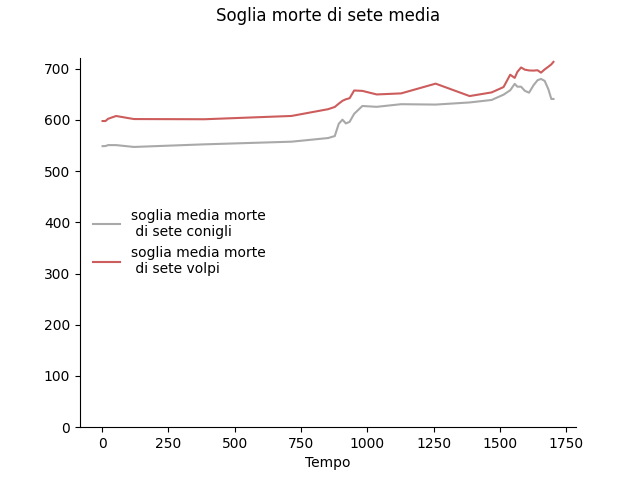 Soglia morte di sete media
700
600
500
400
300
200
100
0
soglia media morte
di sete conigli
soglia media morte
di sete volpi
0 250 500 750 1000 1250 1500 1750
Tempo